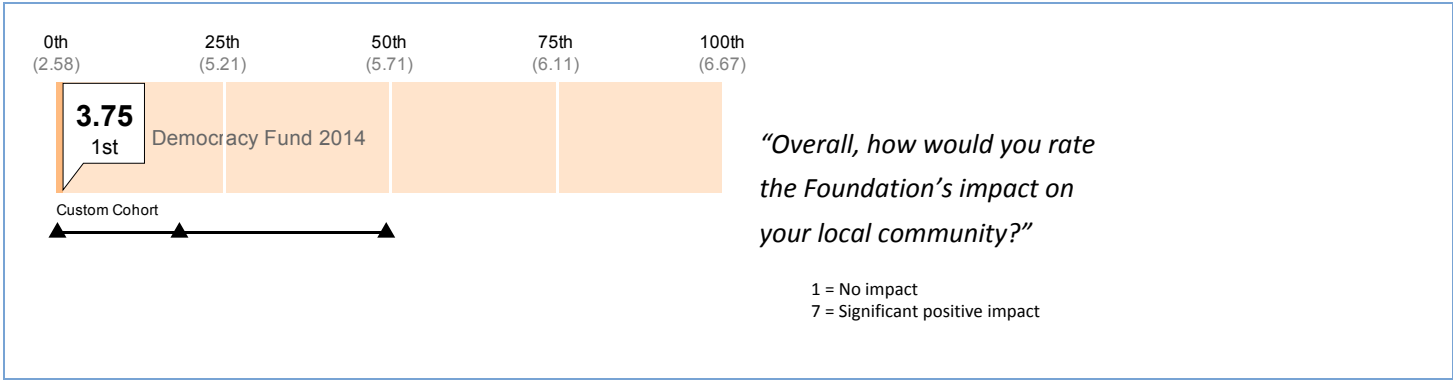 0th 25th 50th 75th 100th
(2.58) (5.21) (5.71) (6.11) (6.67)
3.75
1st
Democracy Fund 2014
Custom Cohort
“Overall, how would you rate
the Foundation’s impact on
your local community?”
1 = No impact
7 = Significant positive impact